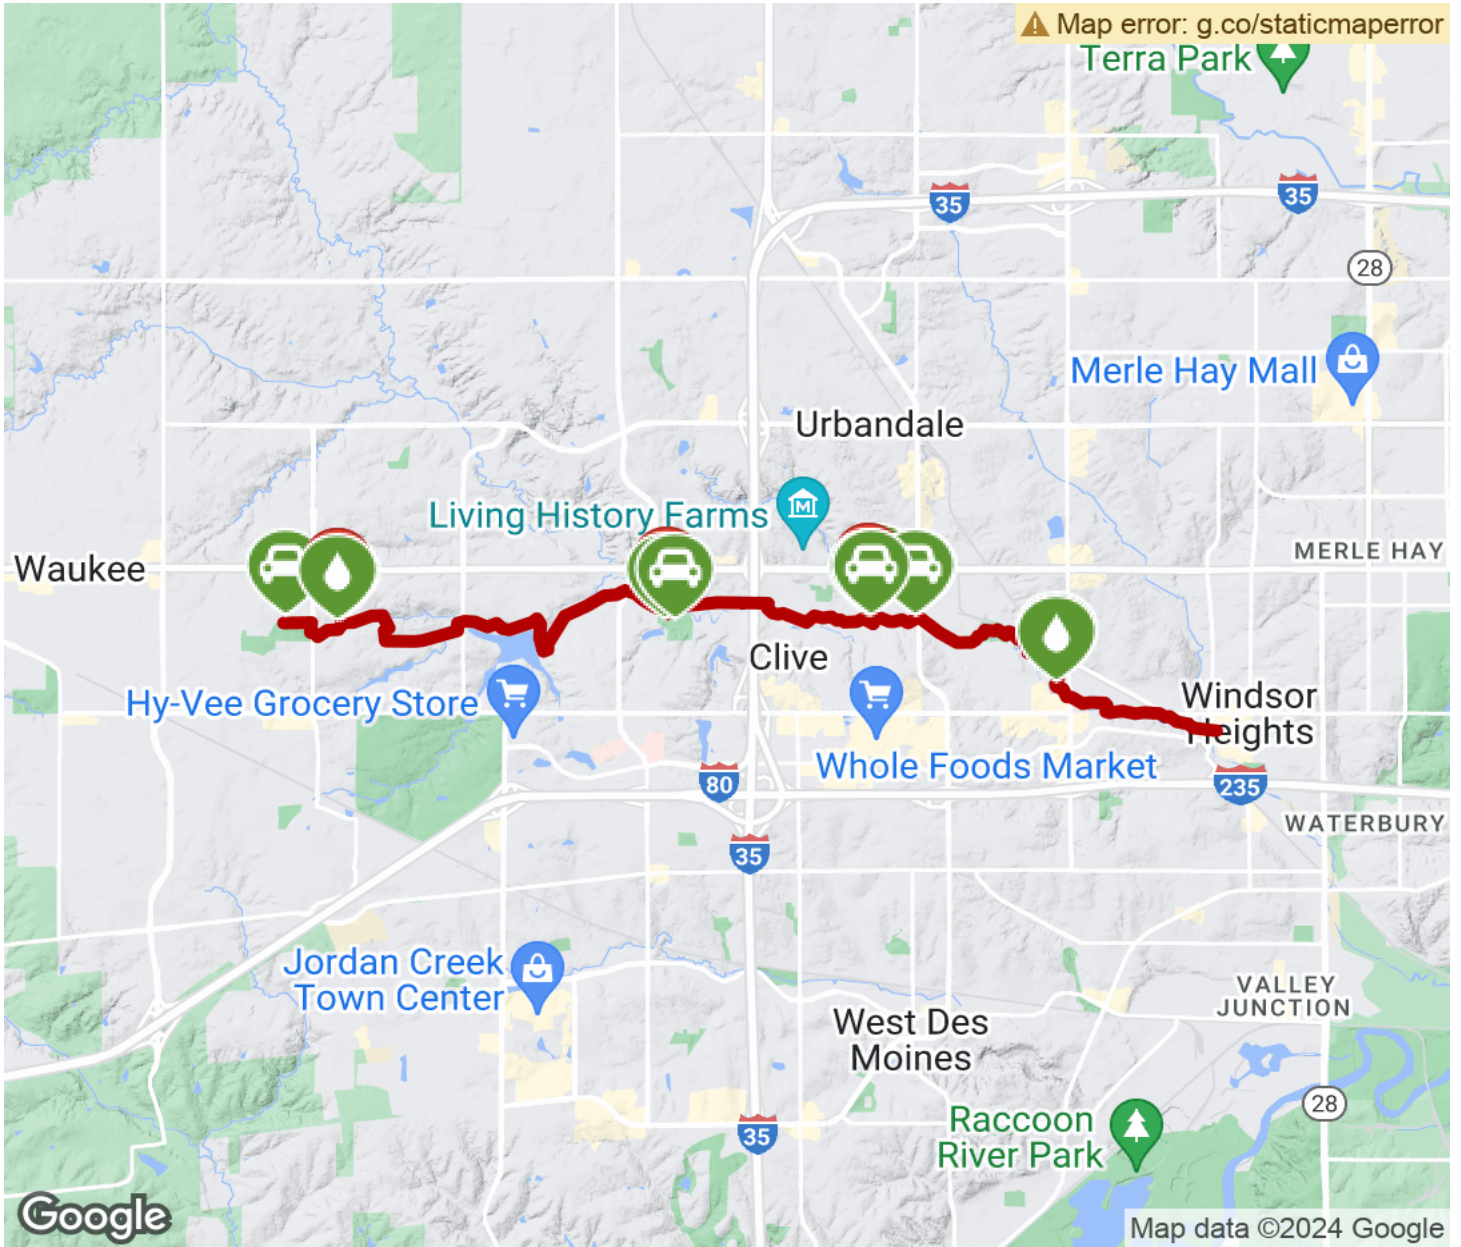 Map error: g.co/staticmaperror
Terra Park
35
35
28
Merle Hay Mall
Urbandale
Living History Farms
M
MERLE HAY
Waukee
Clive
Hy-Vee Grocery Store
Windsor
Heights
Whole Foods Market
80
235
WATERBURY
35
Jordan Creek
Town Center
VALLEY
JUNCTION
West Des
Moines
28
Raccoon
River Park
35
Google
Map data ©2024 Google